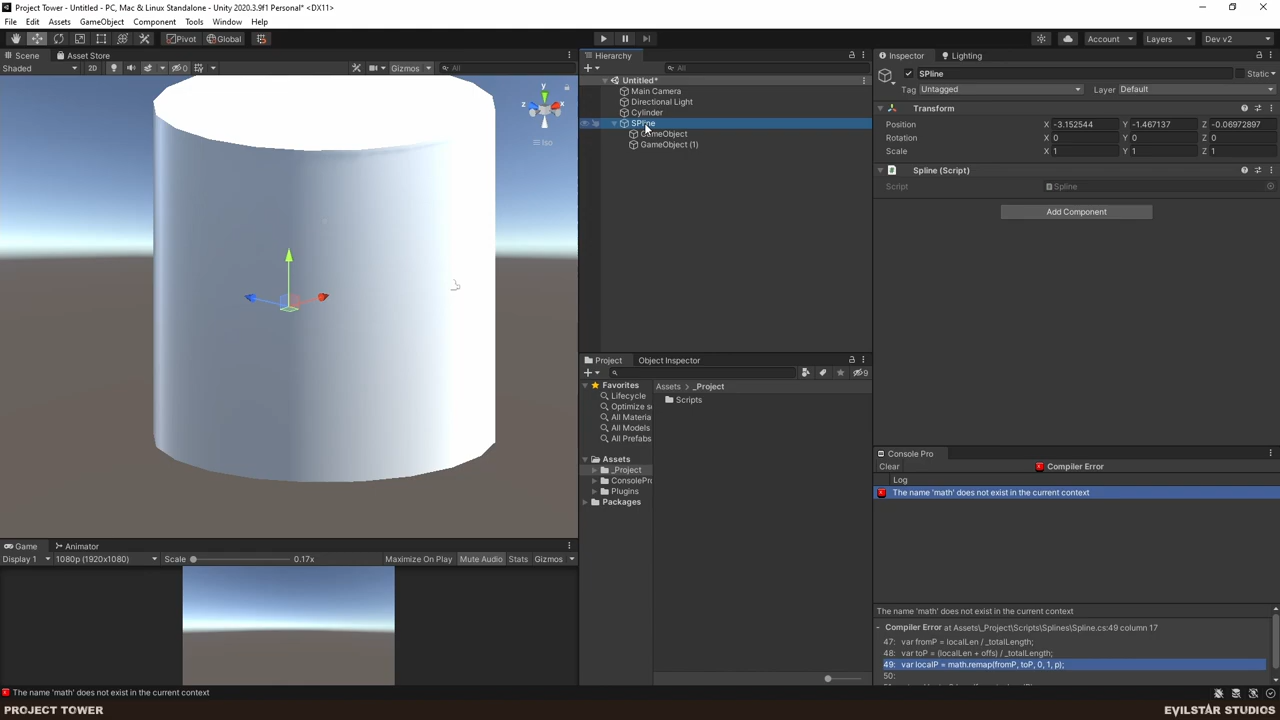 Project Tower - Untitled - PC, Mac & Linux Standalone - Unity 2020.3.9f1 Personal* <DX11>
File Edit Assets GameObject Component Tools Window Help
Pivot Global
Account Layers Dev v2
Scene Asset Store
Shaded 2D 0 Gizmos All
y
x
z
Iso
Hierarchy
All
Untitled*
Main Camera
Directional Light
Cylinder
SPline
GameObject
GameObject (1)
Inspector Lighting
SPline Static
Tag Untagged Layer Default
Transform
Position X -3.152544 Y -1.467137 Z -0.06972897
Rotation X 0 Y 0 Z 0
Scale X 1 Y 1 Z 1
Spline (Script)
Script Spline
Add Component
Project Object Inspector
9
Favorites
Lifecycle
Optimize s
All Materia
All Models
All Prefabs
Assets
_Project
ConsolePro
Plugins
Packages
Assets > _Project
Scripts
Console Pro
Clear Compiler Error
Log
The name 'math' does not exist in the current context
The name 'math' does not exist in the current context
Compiler Error at Assets\_Project\Scripts\Splines\Spline.cs:49 column 17
47: var fromP = localLen / _totalLength;
48: var toP = (localLen + offs) / _totalLength;
49: var localP = math.remap(fromP, toP, 0, 1, p);
50:
Game Animator
Display 1 1080p (1920x1080) Scale 0.17x Maximize On Play Mute Audio Stats Gizmos
The name 'math' does not exist in the current context
PROJECT TOWER
EVILSTAR STUDIOS